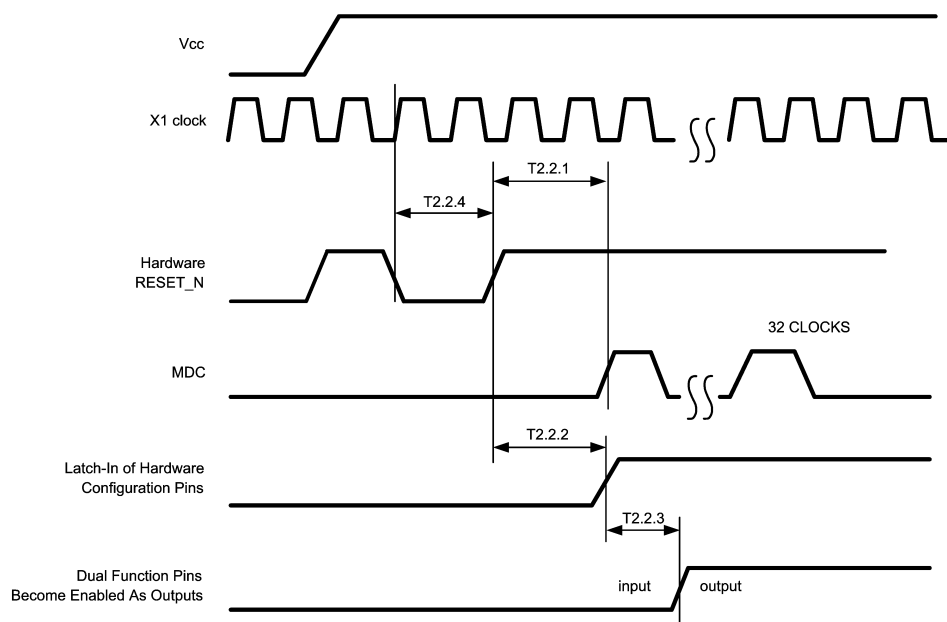 Vcc
X1 clock
T2.2.1
T2.2.4
Hardware
RESET_N
32 CLOCKS
MDC
T2.2.2
Latch-In of Hardware
Configuration Pins
T2.2.3
Dual Function Pins
Become Enabled As Outputs
input
output